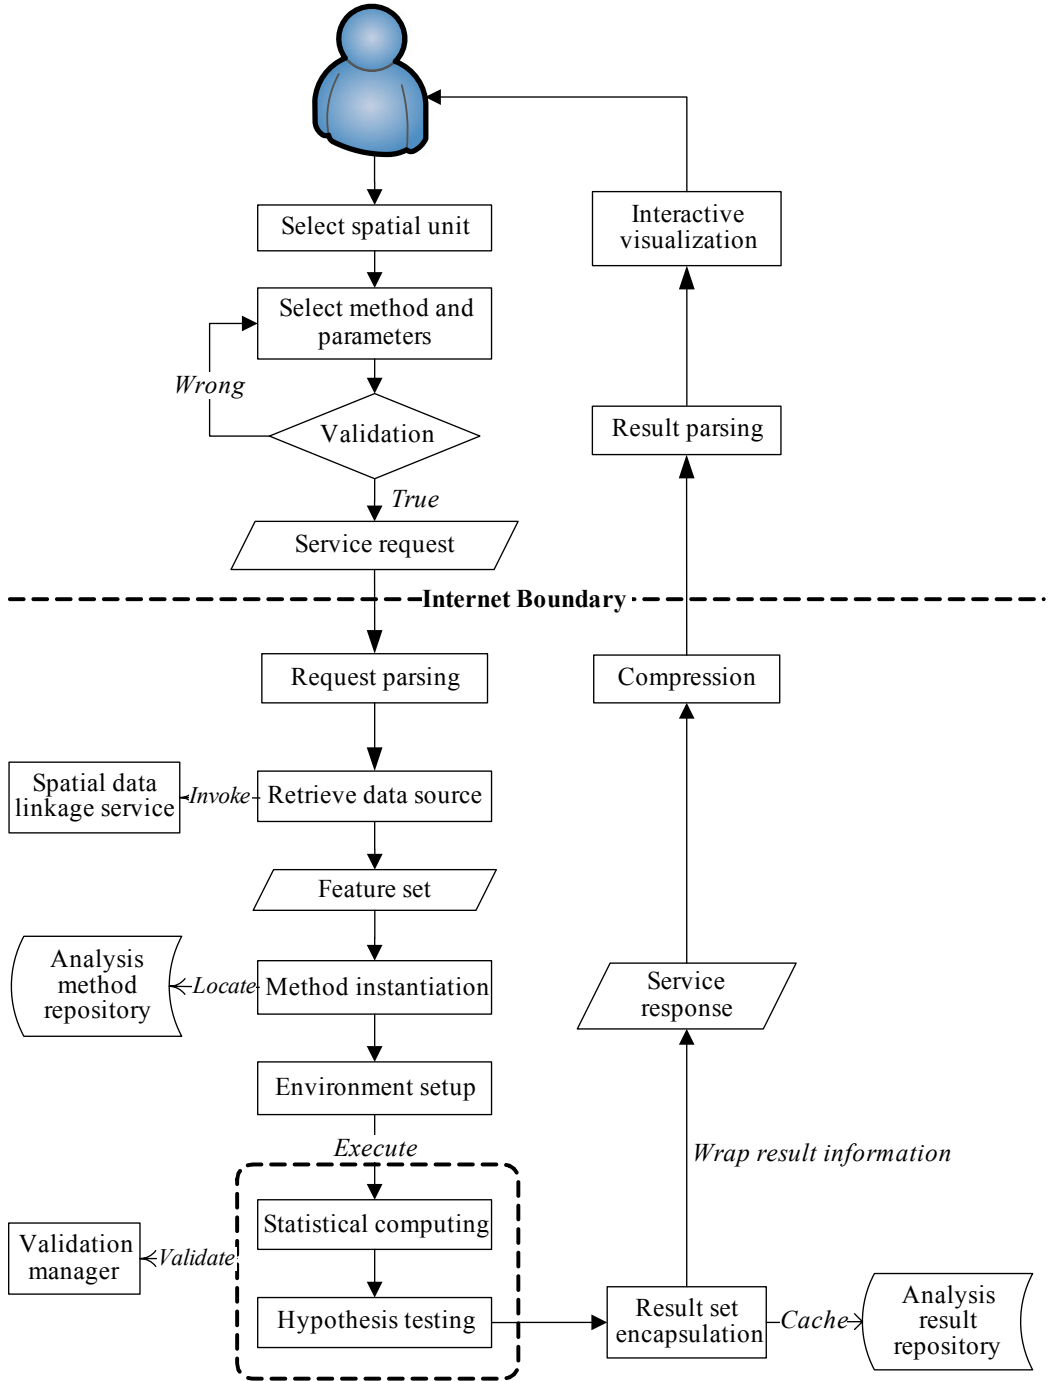 Select spatial unit
Select method and
parameters
Wrong
Validation
True
Service request
Internet Boundary
Request parsing
Spatial data
linkage service
Invoke
Retrieve data source
Feature set
Analysis
method
repository
Locate
Method instantiation
Environment setup
Execute
Statistical computing
Validation
manager
Validate
Hypothesis testing
Result set
encapsulation
Cache
Analysis
result
repository
Wrap result information
Service
response
Compression
Result parsing
Interactive
visualization